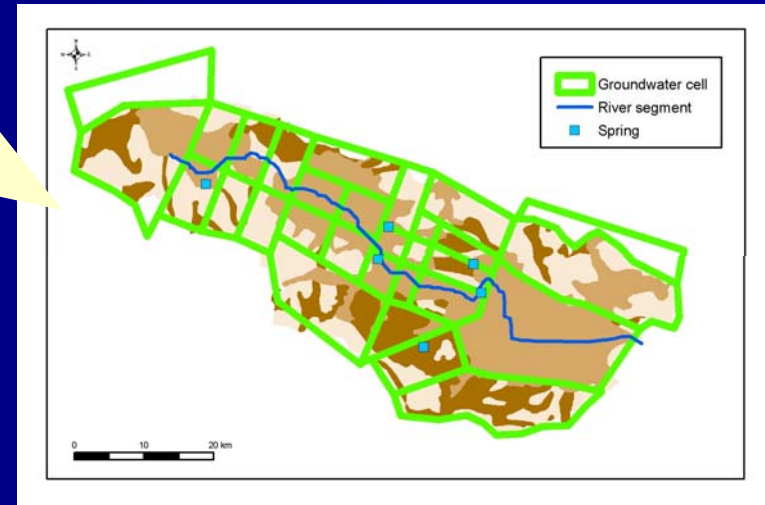 N
W E
S
Groundwater cell
River segment
Spring
0 10 20 km